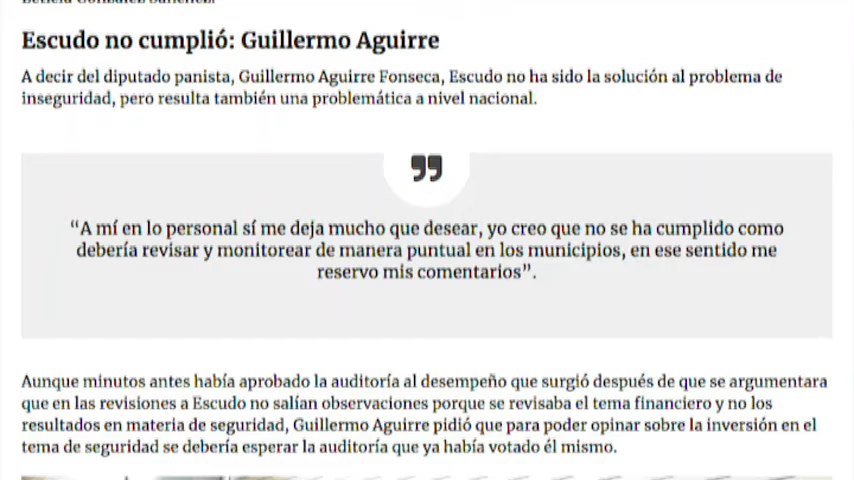 Escudo no cumplió: Guillermo Aguirre
A decir del diputado panista, Guillermo Aguirre Fonseca, Escudo no ha sido la solución al problema de
inseguridad, pero resulta también una problemática a nivel nacional.
”
“A mí en lo personal sí me deja mucho que desear, yo creo que no se ha cumplido como
debería revisar y monitorear de manera puntual en los municipios, en ese sentido me
reservo mis comentarios”.
Aunque minutos antes había aprobado la auditoría al desempeño que surgió después de que se argumentara
que en las revisiones a Escudo no salían observaciones porque se revisaba el tema financiero y no los
resultados en materia de seguridad, Guillermo Aguirre pidió que para poder opinar sobre la inversión en el
tema de seguridad se debería esperar la auditoría que ya había votado él mismo.